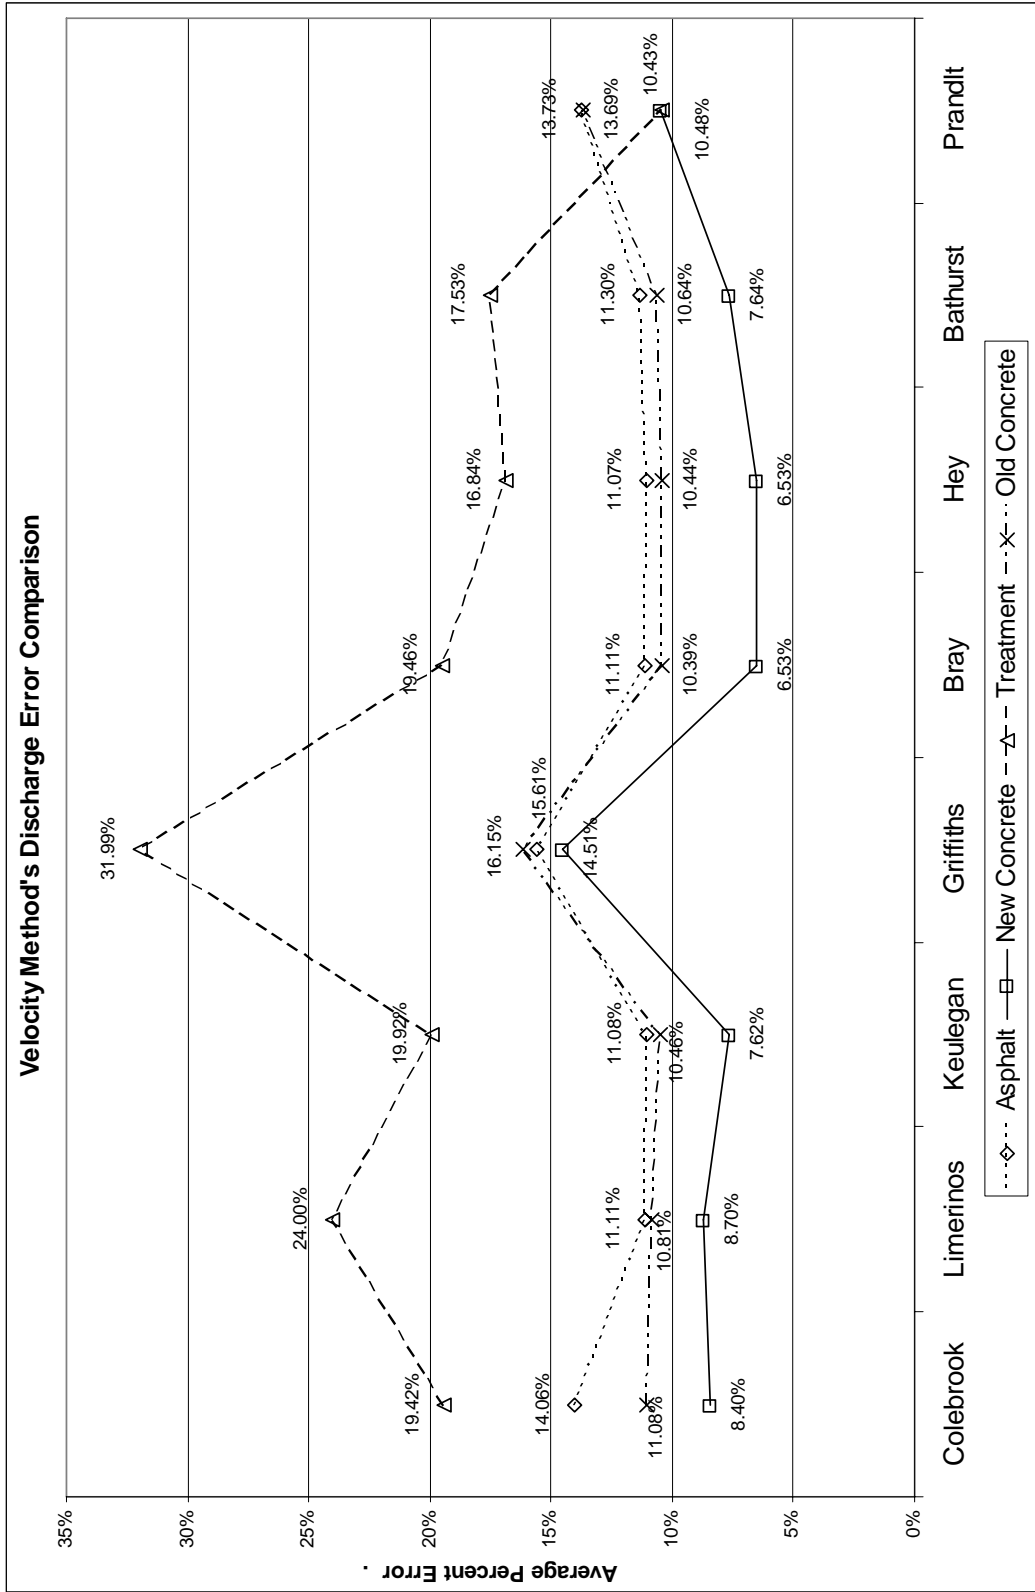 Velocity Method's Discharge Error Comparison
35%
30%
25%
20%
15%
10%
5%
0%
Average Percent Error .
31.99%
24.00%
19.42%
19.92%
19.46%
16.84%
17.53%
10.43%
14.06%
11.11%
11.08%
15.61%
11.11%
11.07%
11.30%
13.73%
11.08%
10.81%
10.46%
16.15%
10.39%
10.44%
10.64%
13.69%
8.40%
8.70%
7.62%
14.51%
6.53%
6.53%
7.64%
10.48%
Colebrook
Limerinos
Keulegan
Griffiths
Bray
Hey
Bathurst
Prandlt
Asphalt
New Concrete
Treatment
Old Concrete